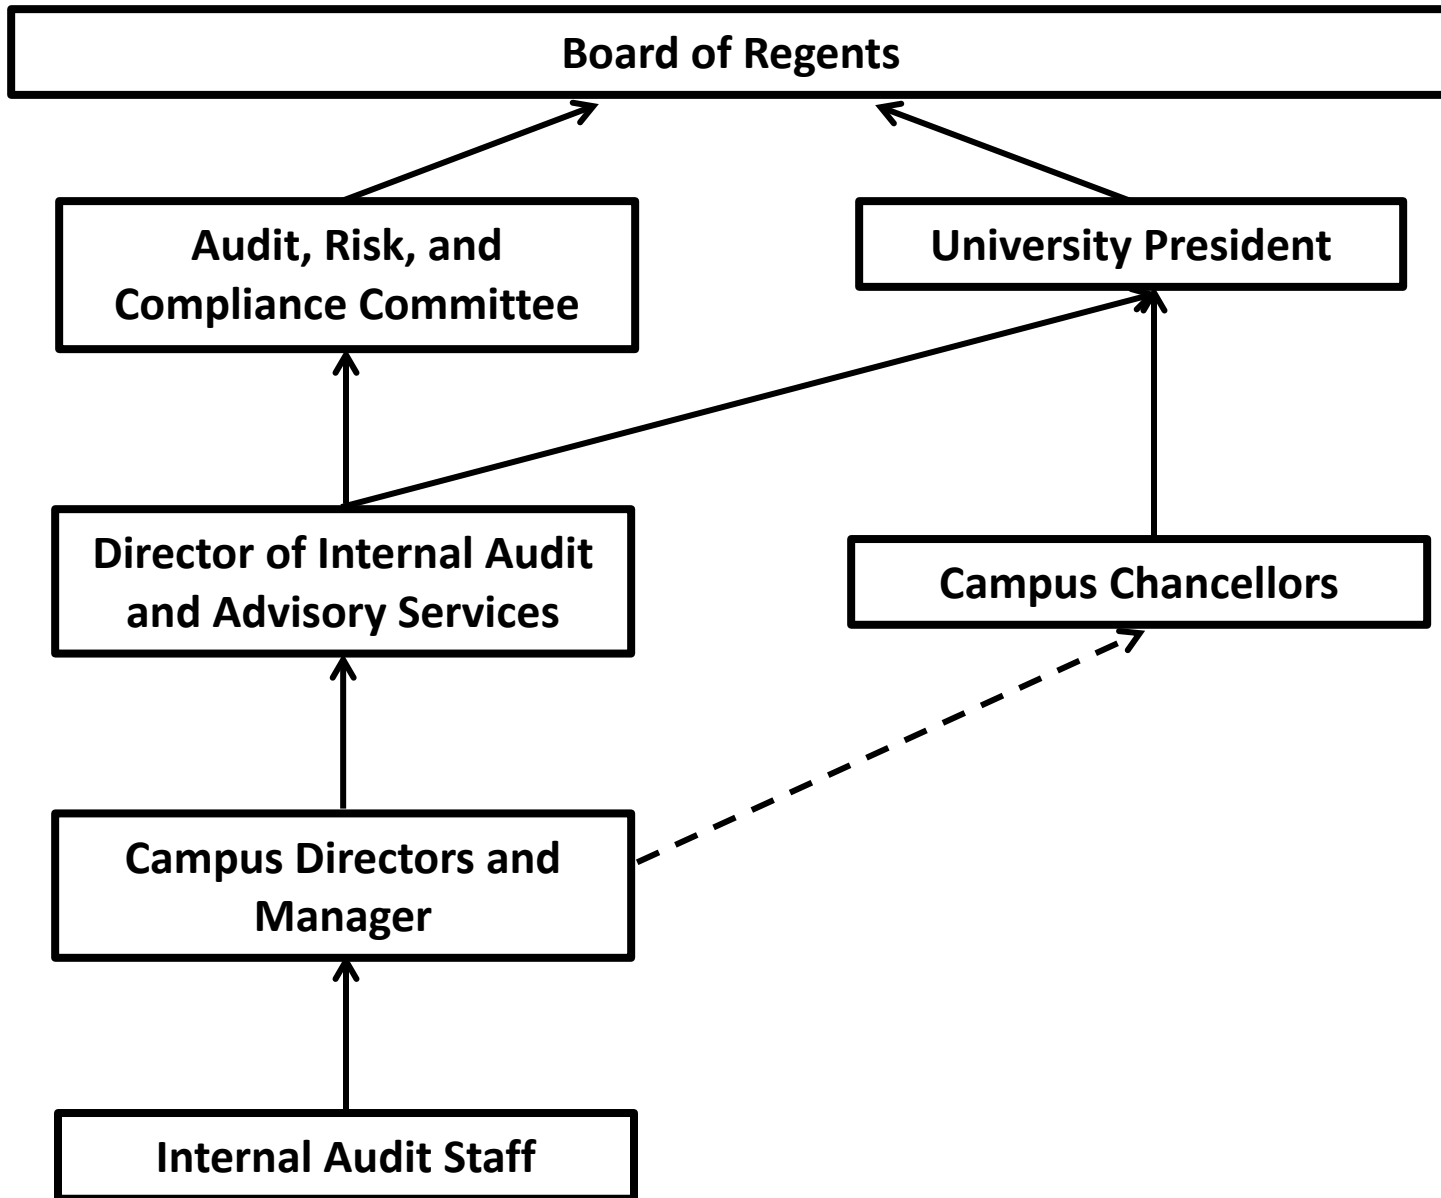 Board of Regents
Audit, Risk, and
Compliance Committee
University President
Director of Internal Audit
and Advisory Services
Campus Chancellors
Campus Directors and
Manager
Internal Audit Staff